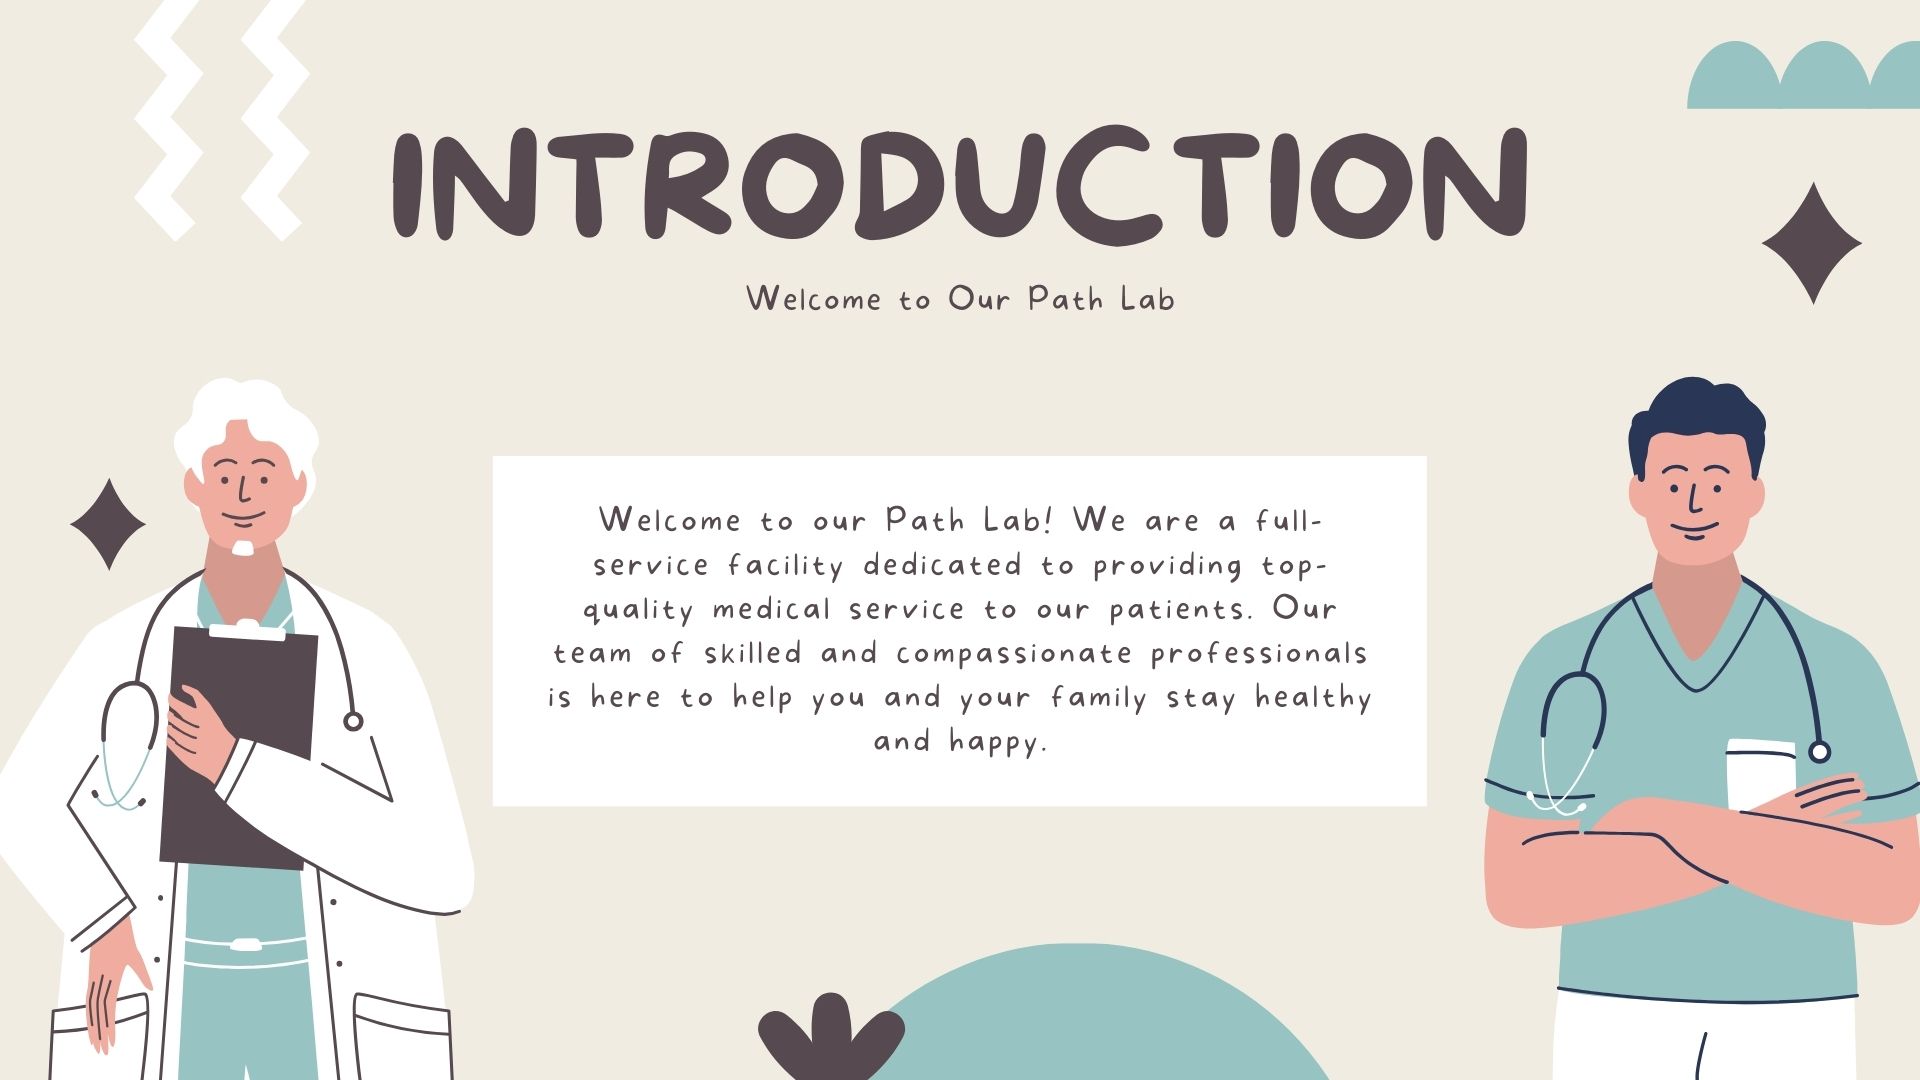 INTRODUCTION
Welcome to Our Path Lab
Welcome to our Path Lab! We are a full-
service facility dedicated to providing top-
quality medical service to our patients. Our
team of skilled and compassionate professionals
is here to help you and your family stay healthy
and happy.